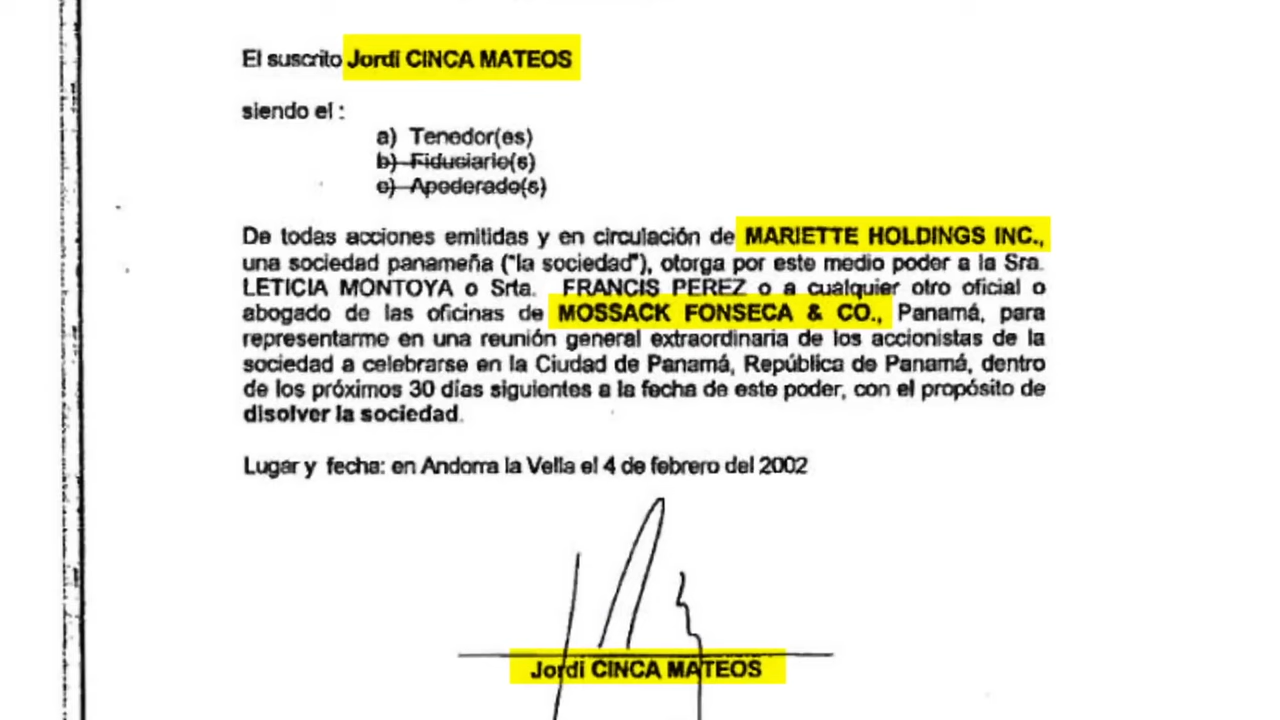 El suscrito Jordi CINCA MATEOS
siendo el :
a) Tenedor(es)
b) Fiduciario(s)
c) Apoderado(s)
De todas acciones emitidas y en circulación de MARIETTE HOLDINGS INC.,
una sociedad panameña ("la sociedad"), otorga por este medio poder a la Sra.
LETICIA MONTOYA o Srta. FRANCIS PEREZ o a cualquier otro oficial o
abogado de las oficinas de MOSSACK FONSECA & CO., Panamá, para
representarme en una reunión general extraordinaria de los accionistas de la
sociedad a celebrarse en la Ciudad de Panamá, República de Panamá, dentro
de los próximos 30 días siguientes a la fecha de este poder, con el propósito de
disolver la sociedad.
Lugar y fecha: en Andorra la Vella el 4 de febrero del 2002
Jordi CINCA MATEOS